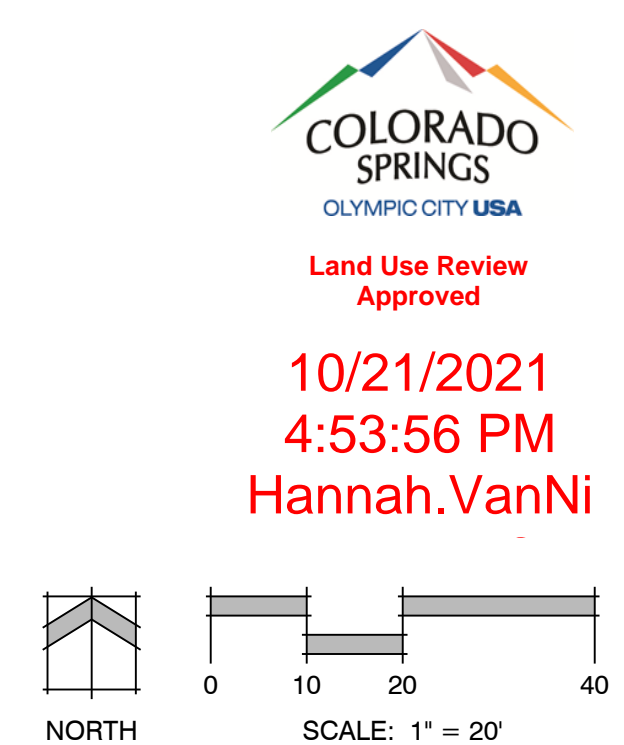 COLORADO
SPRINGS
OLYMPIC CITY USA
Land Use Review
Approved
10/21/2021
4:53:56 PM
Hannah.VanNi
0 10 20 40
NORTH SCALE: 1" = 20'